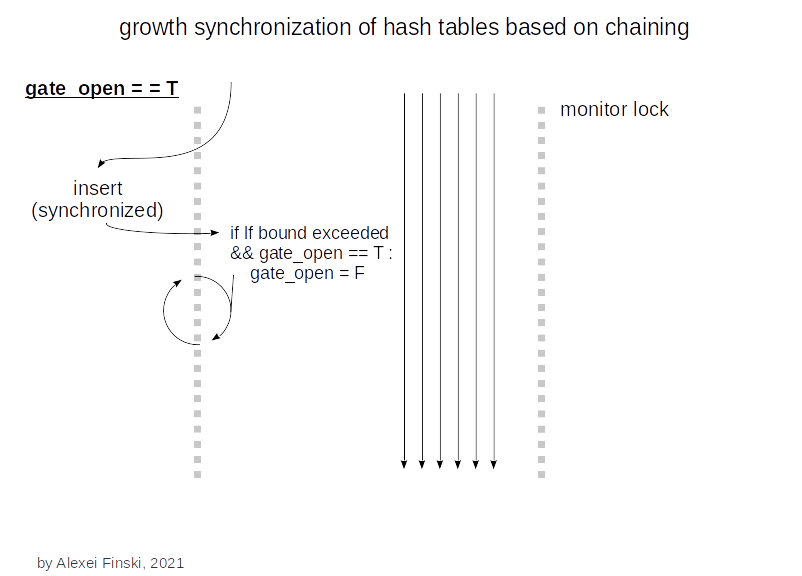 growth synchronization of hash tables based on chaining
gate_open = = T
monitor lock
insert
(synchronized)
if lf bound exceeded
&& gate_open == T :
gate_open = F
by Alexei Finski, 2021